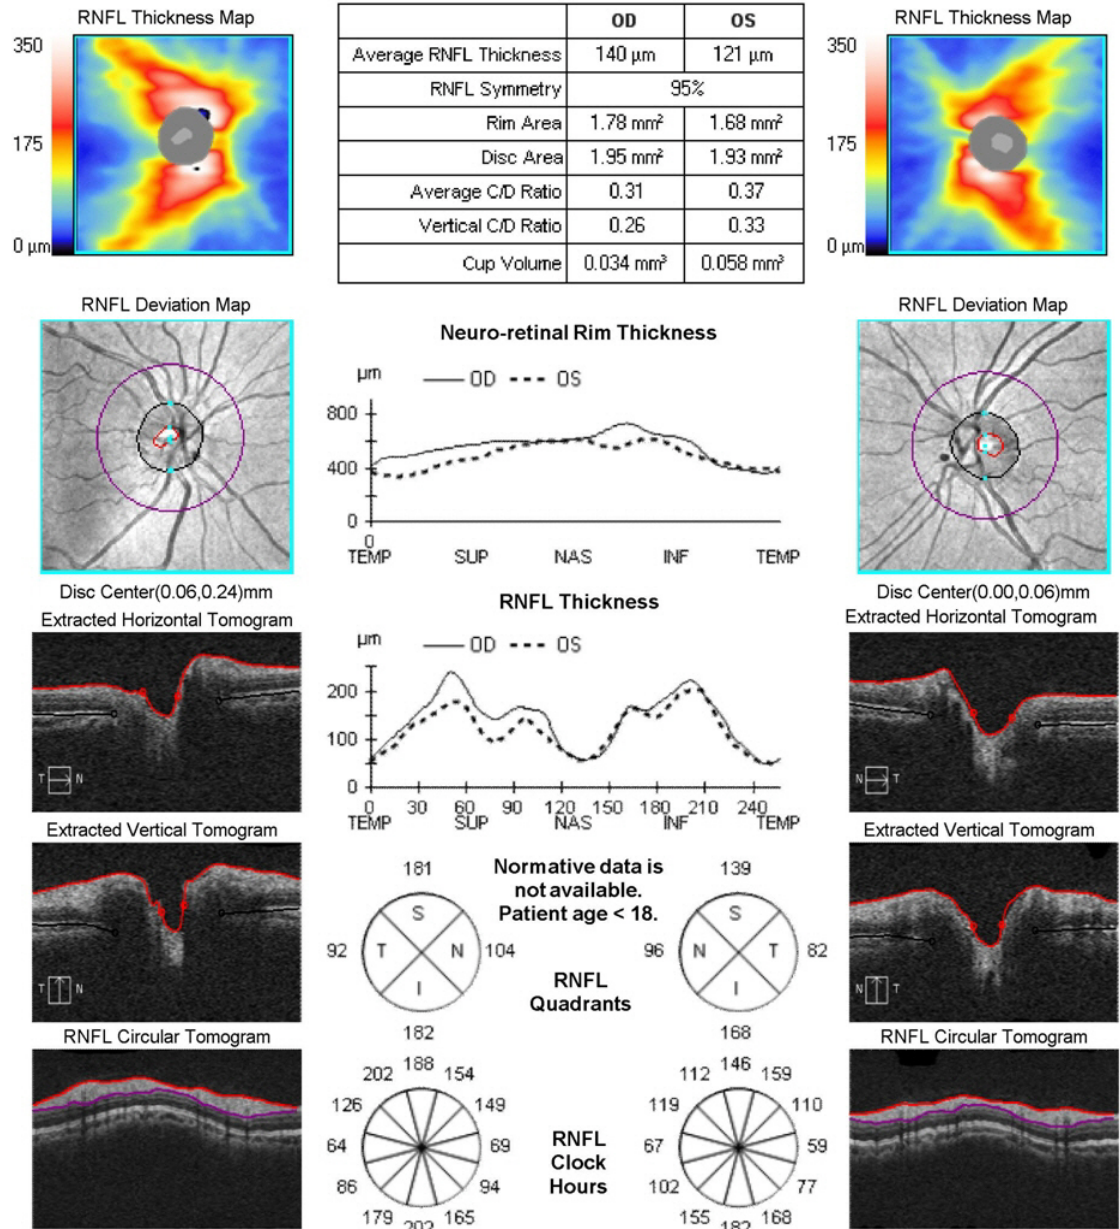 RNFL Thickness Map
350
175
0 µm
OD OS
Average RNFL Thickness 140 µm 121 µm
RNFL Symmetry 95%
Rim Area 1.78 mm² 1.68 mm²
Disc Area 1.95 mm² 1.93 mm²
Average C/D Ratio 0.31 0.37
Vertical C/D Ratio 0.26 0.33
Cup Volume 0.034 mm³ 0.058 mm³
RNFL Thickness Map
350
175
0 µm
RNFL Deviation Map
Disc Center(0.06,0.24)mm
Neuro-retinal Rim Thickness
µm OD OS
800
400
0
0
TEMP SUP NAS INF TEMP
RNFL Deviation Map
Disc Center(0.00,0.06)mm
Extracted Horizontal Tomogram
T N
RNFL Thickness
µm OD OS
200
100
0
0 30 60 90 120 150 180 210 240
TEMP SUP NAS INF TEMP
Extracted Horizontal Tomogram
N T
Extracted Vertical Tomogram
T N
Normative data is
not available.
Patient age < 18.
181
S
92 T N 104
I
182
RNFL
Quadrants
139
S
96 N T 82
I
168
Extracted Vertical Tomogram
N T
RNFL Circular Tomogram
188
202 154
126 149
64 69
86 94
179 165
202
RNFL
Clock
Hours
146
112 159
119 110
67 59
102 77
155 168
182
RNFL Circular Tomogram